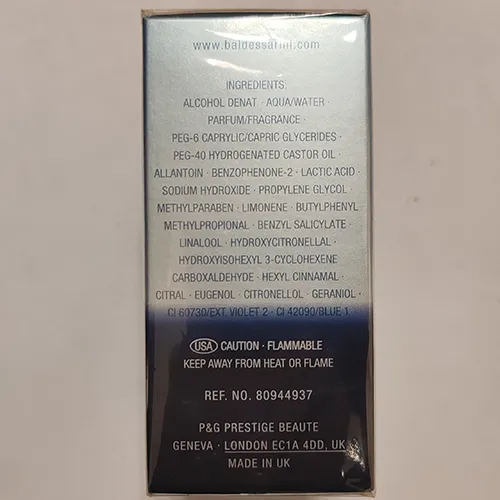 www.baldessarini.com
INGREDIENTS:
ALCOHOL DENAT · AQUA/WATER ·
PARFUM/FRAGRANCE ·
PEG-6 CAPRYLIC/CAPRIC GLYCERIDES ·
PEG-40 HYDROGENATED CASTOR OIL ·
ALLANTOIN · BENZOPHENONE-2 · LACTIC ACID ·
SODIUM HYDROXIDE · PROPYLENE GLYCOL ·
METHYLPARABEN · LIMONENE · BUTYLPHENYL
METHYLPROPIONAL · BENZYL SALICYLATE ·
LINALOOL · HYDROXYCITRONELLAL ·
HYDROXYISOHEXYL 3-CYCLOHEXENE
CARBOXALDEHYDE · HEXYL CINNAMAL ·
CITRAL · EUGENOL · CITRONELLOL · GERANIOL ·
CI 60730/EXT. VIOLET 2 · CI 42090/BLUE 1
USA CAUTION · FLAMMABLE
KEEP AWAY FROM HEAT OR FLAME
REF. NO. 80944937
P&G PRESTIGE BEAUTE
GENEVA · LONDON EC1A 4DD, UK
MADE IN UK